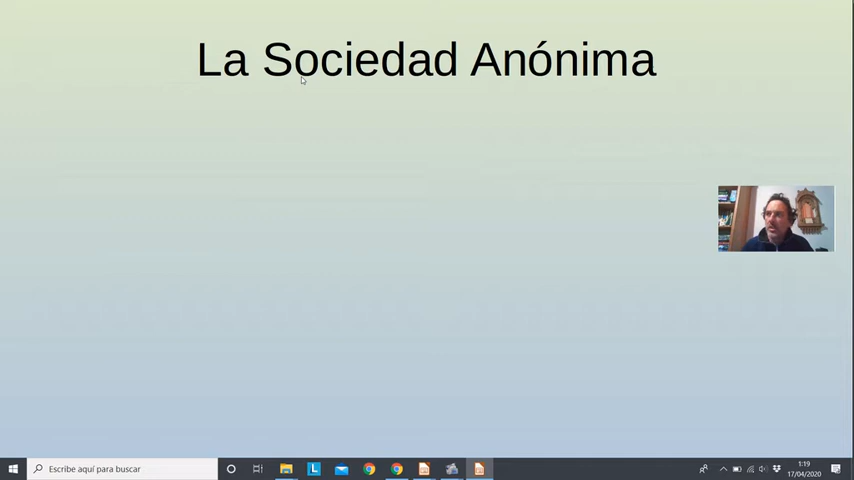 La Sociedad Anónima
Escribe aquí para buscar
L
1:19
17/04/2020